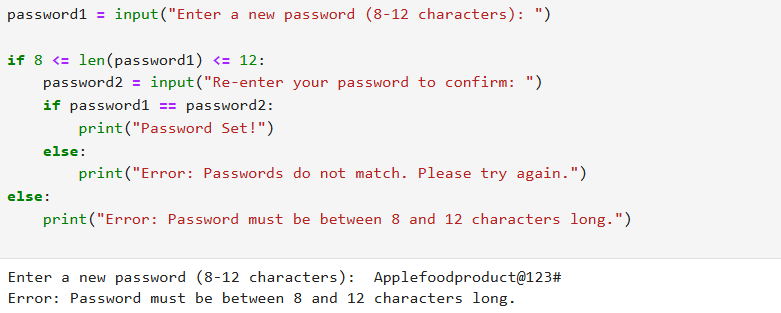 password1 = input("Enter a new password (8-12 characters): ")
if 8 <= len(password1) <= 12:
    password2 = input("Re-enter your password to confirm: ")
    if password1 == password2:
        print("Password Set!")
    else:
        print("Error: Passwords do not match. Please try again.")
else:
    print("Error: Password must be between 8 and 12 characters long.")
Enter a new password (8-12 characters):  Applefoodproduct@123#
Error: Password must be between 8 and 12 characters long.